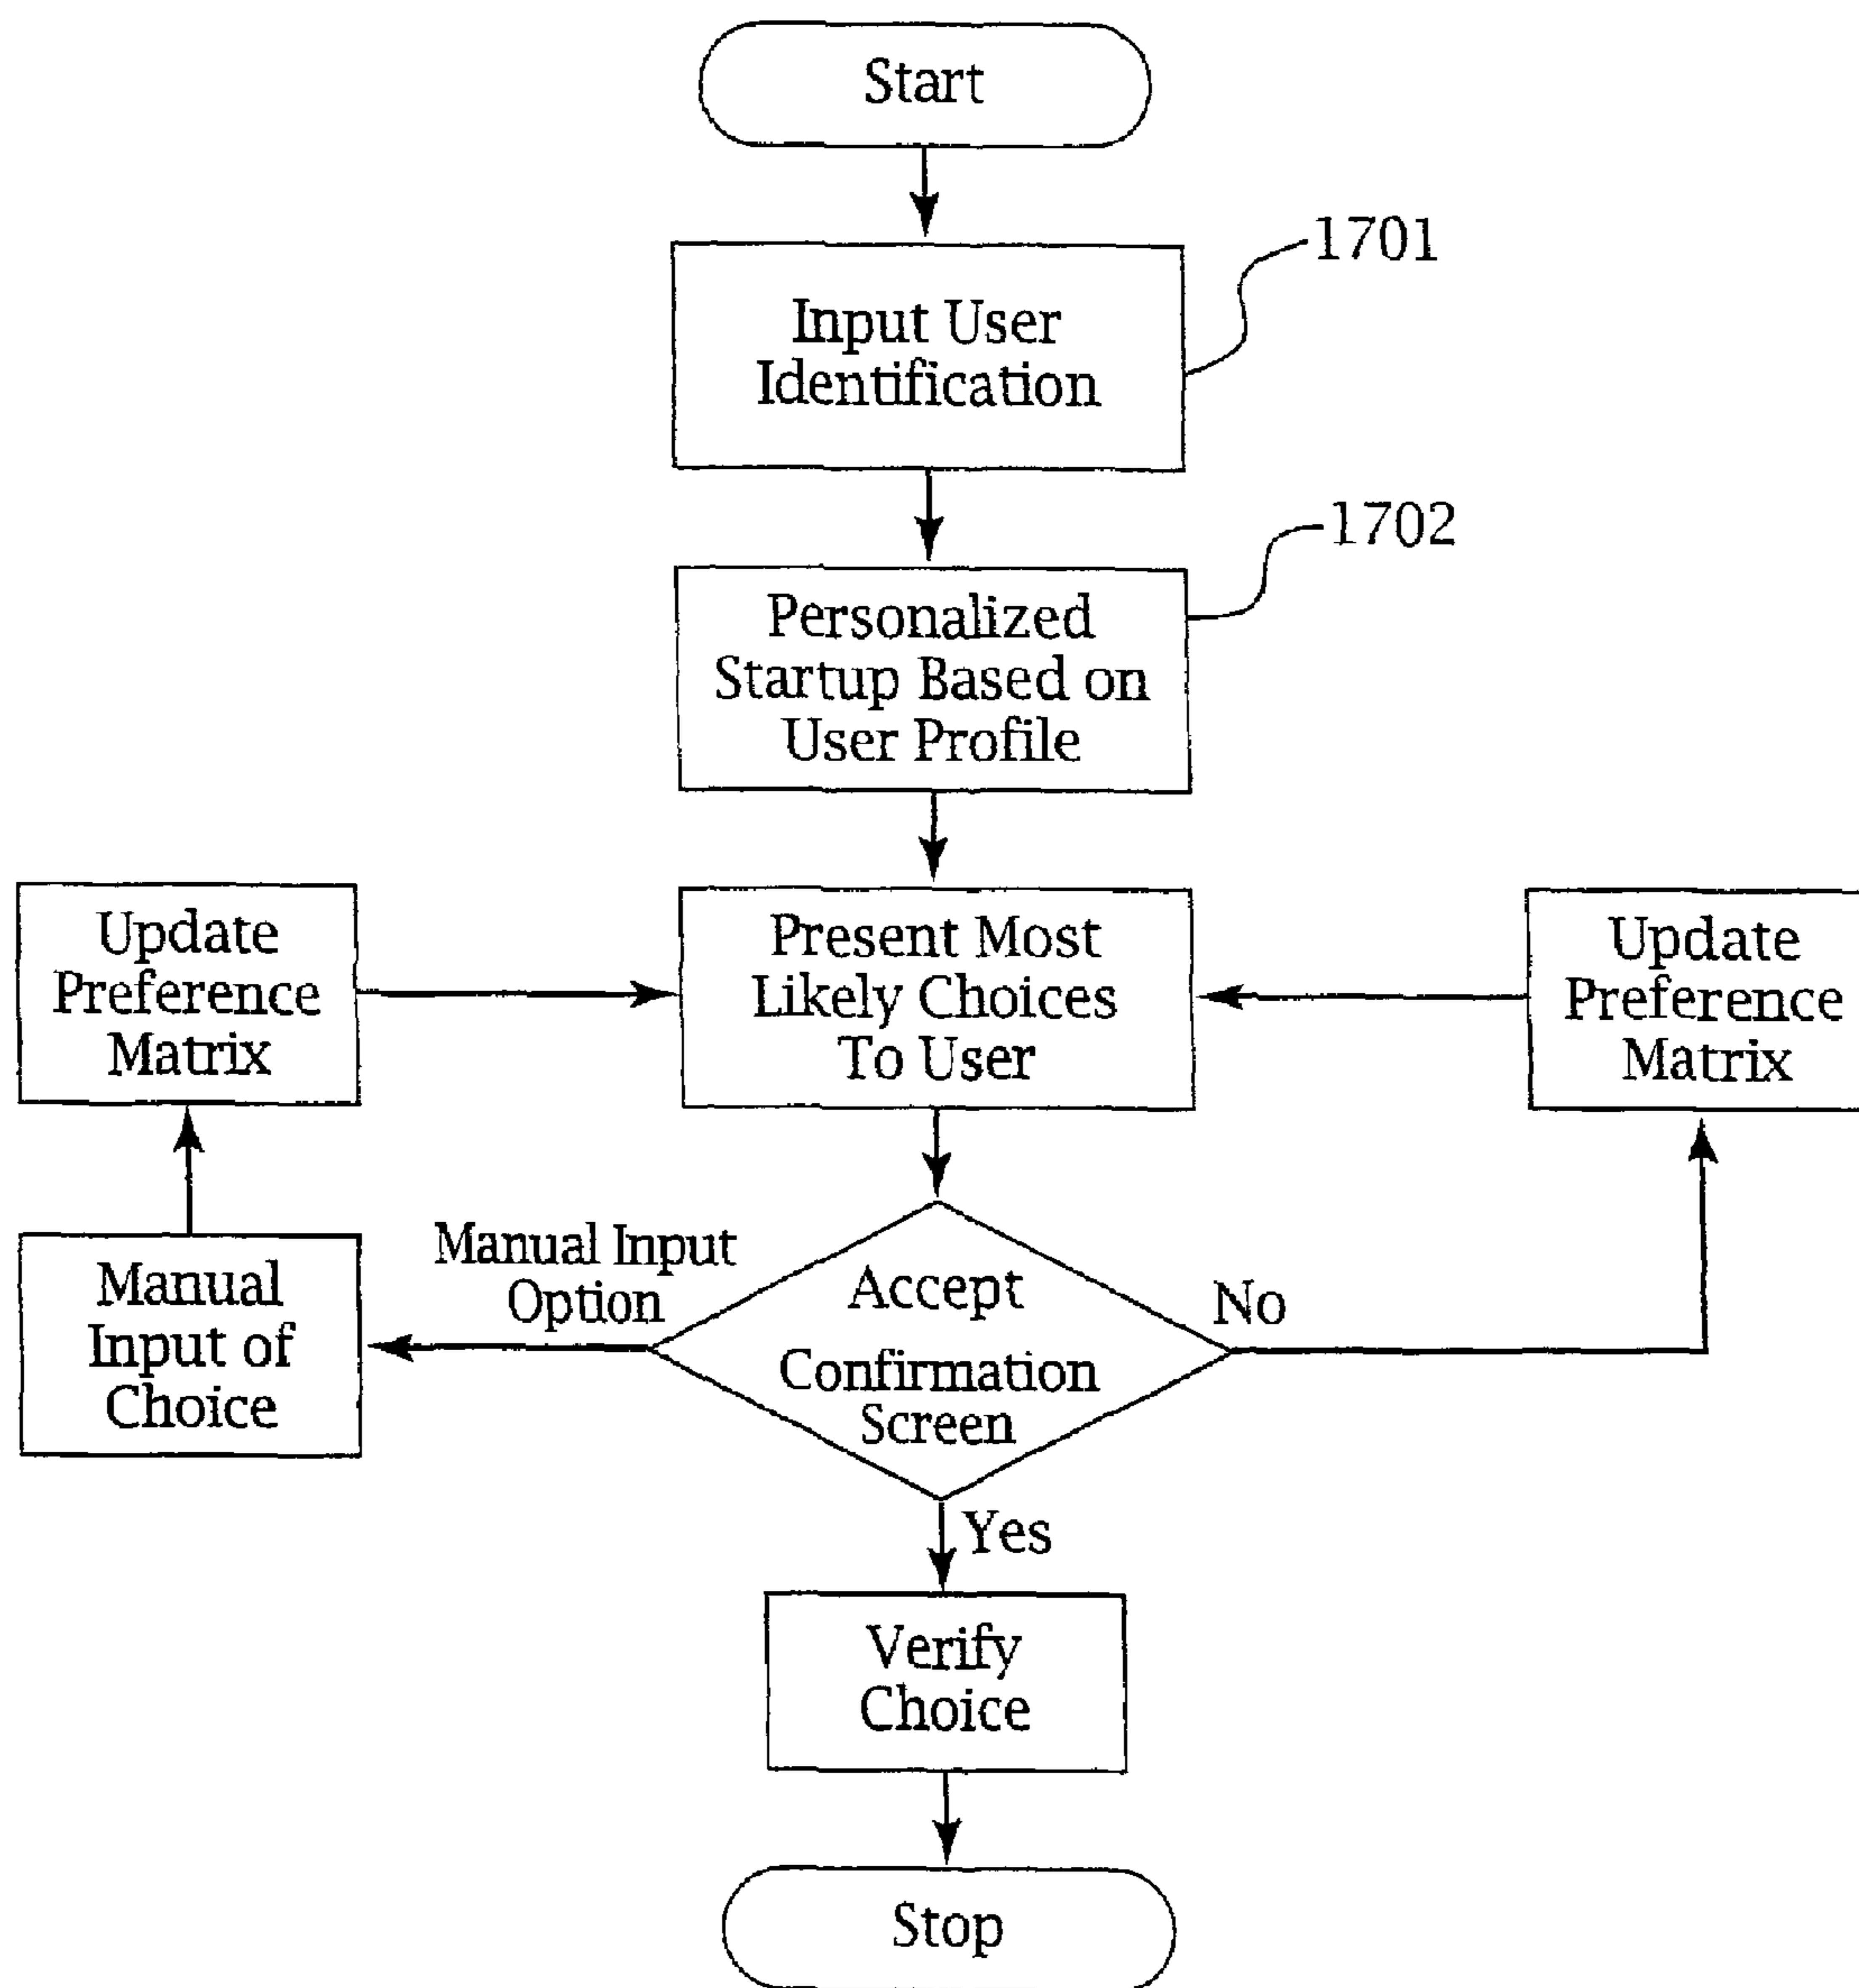 Start
1701
Input User
Identification
1702
Personalized
Startup Based on
User Profile
Update
Preference
Matrix
Present Most
Likely Choices
To User
Update
Preference
Matrix
Manual
Input of
Choice
Manual Input
Option
Accept
Confirmation
Screen
No
Yes
Verify
Choice
Stop